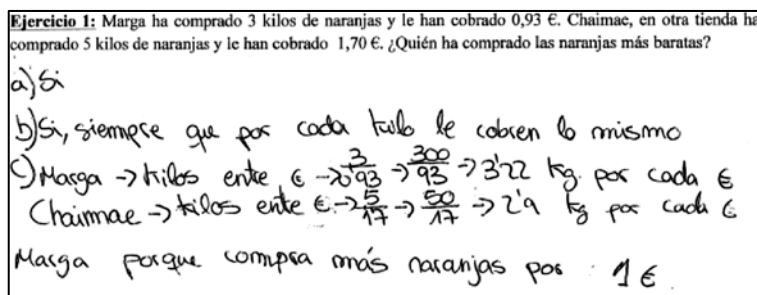 Ejercicio 1: Marga ha comprado 3 kilos de naranjas y le han cobrado 0,93 €. Chaimae, en otra tienda ha
comprado 5 kilos de naranjas y le han cobrado 1,70 €. ¿Quién ha comprado las naranjas más baratas?
a) Si
b) Si, siempre que por cada kilo le cobren lo mismo
c) Marga -> kilos entre € -> 3/0'93 -> 300/93 -> 3'22 kg. por cada €
Chaimmae -> kilos entre € -> 5/17 -> 50/17 -> 2'9 kg por cada €
Marga porque compra más naranjas por 1 €